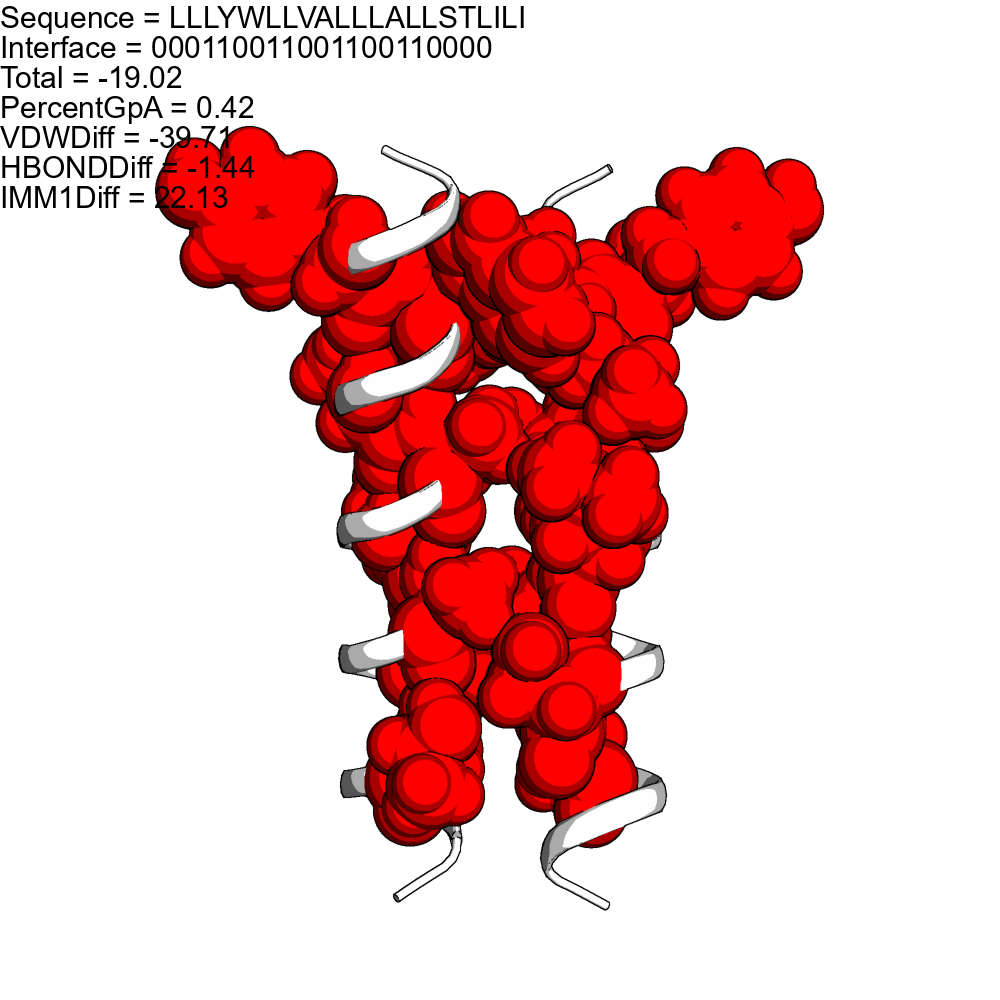 Sequence = LLLYWLLVALLLALLSTLILI
Interface = 000110011001100110000
Total = -19.02
PercentGpA = 0.42
VDWDiff = -39.71
HBONDDiff = -1.44
IMM1Diff = 22.13